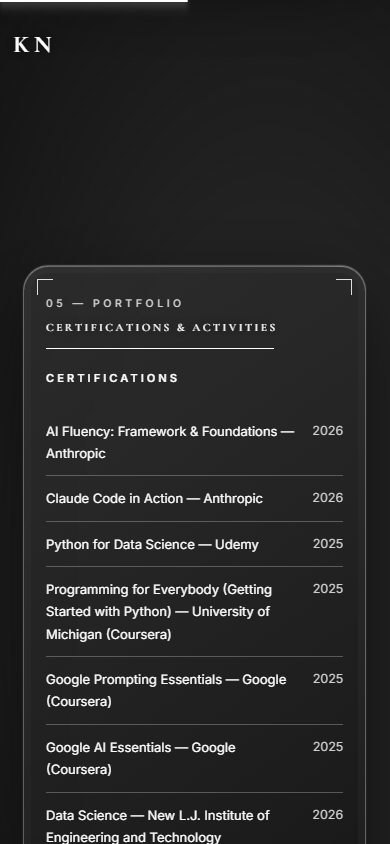 KN
05 — PORTFOLIO
CERTIFICATIONS & ACTIVITIES
CERTIFICATIONS
AI Fluency: Framework & Foundations — 2026
Anthropic
Claude Code in Action — Anthropic 2026
Python for Data Science — Udemy 2025
Programming for Everybody (Getting 2025
Started with Python) — University of
Michigan (Coursera)
Google Prompting Essentials — Google 2025
(Coursera)
Google AI Essentials — Google 2025
(Coursera)
Data Science — New L.J. Institute of 2026
Engineering and Technology